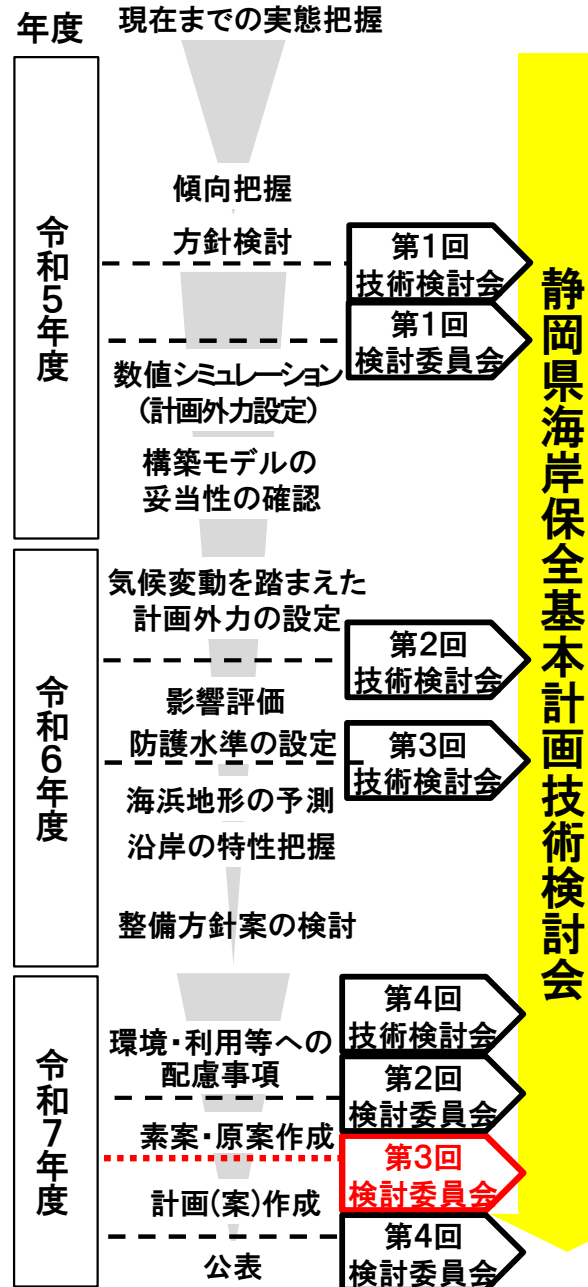 年度
現在までの実態把握
令和5年度
傾向把握
方針検討
第1回
技術検討会
第1回
検討委員会
数値シミュレーション
(計画外力設定)
構築モデルの
妥当性の確認
令和6年度
気候変動を踏まえた
計画外力の設定
第2回
技術検討会
影響評価
防護水準の設定
第3回
技術検討会
海浜地形の予測
沿岸の特性把握
整備方針案の検討
令和7年度
第4回
技術検討会
環境・利用等への
配慮事項
第2回
検討委員会
素案・原案作成
第3回
検討委員会
計画(案)作成
第4回
検討委員会
公表
静岡県海岸保全基本計画技術検討会